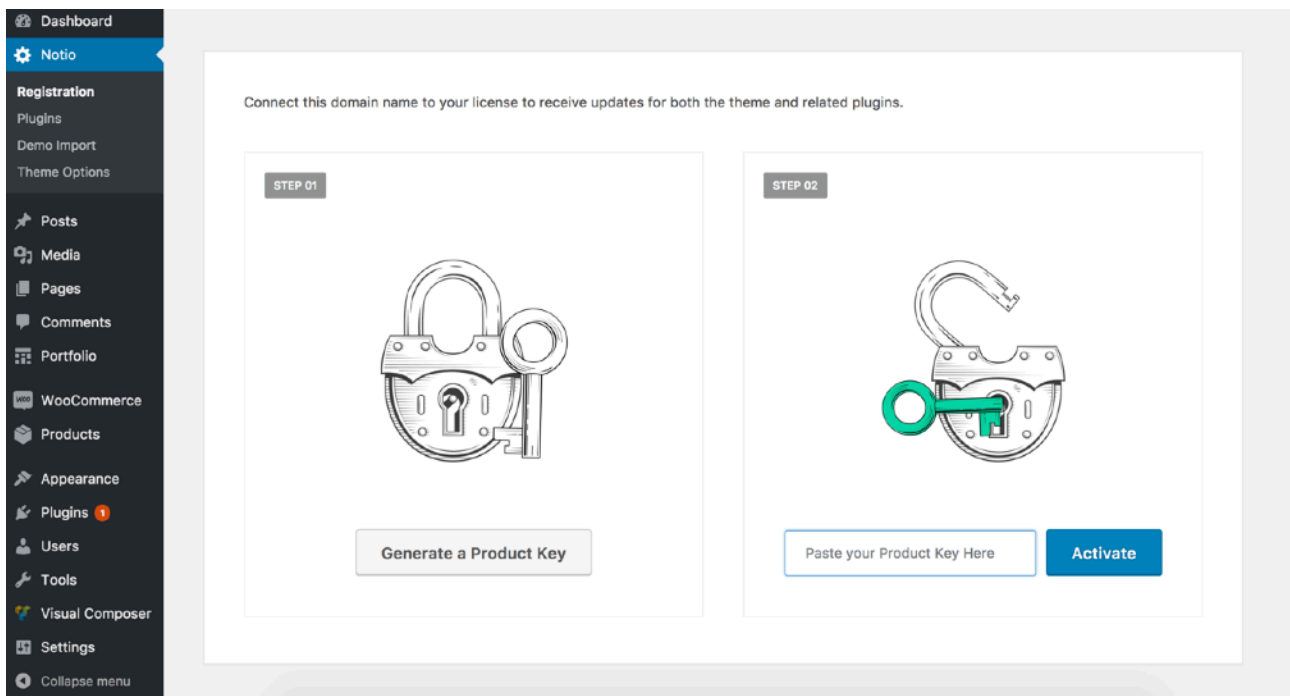 Dashboard
Notio
Registration
Plugins
Demo Import
Theme Options
Posts
Media
Pages
Comments
Portfolio
WOO WooCommerce
Products
Appearance
Plugins 1
Users
Tools
Visual Composer
Settings
Collapse menu
Connect this domain name to your license to receive updates for both the theme and related plugins.
STEP 01
Generate a Product Key
STEP 02
Paste your Product Key Here
Activate